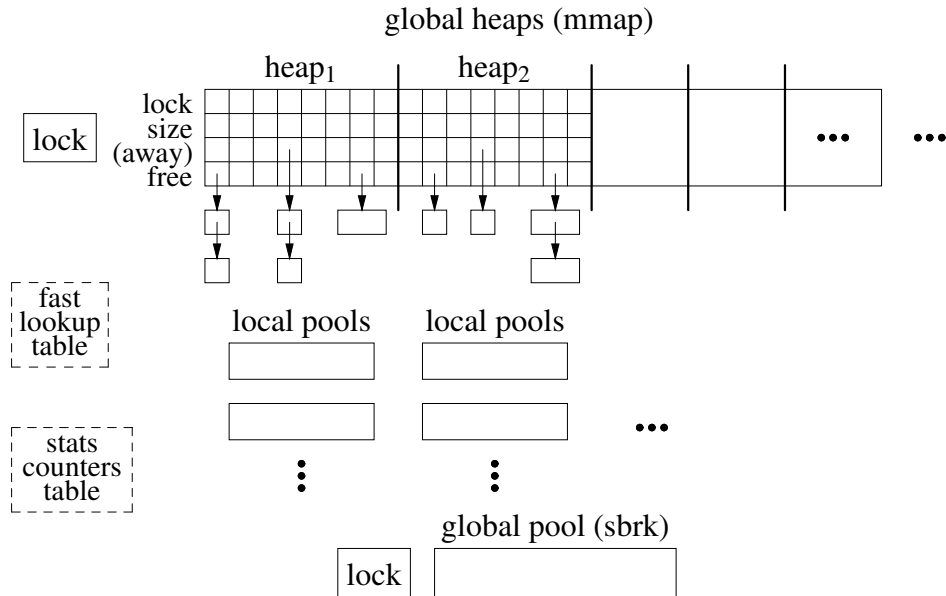 global heaps (mmap)
heap₁ heap₂
lock
size
(away)
free
lock
fast
lookup
table
local pools local pools
stats
counters
table
global pool (sbrk)
lock